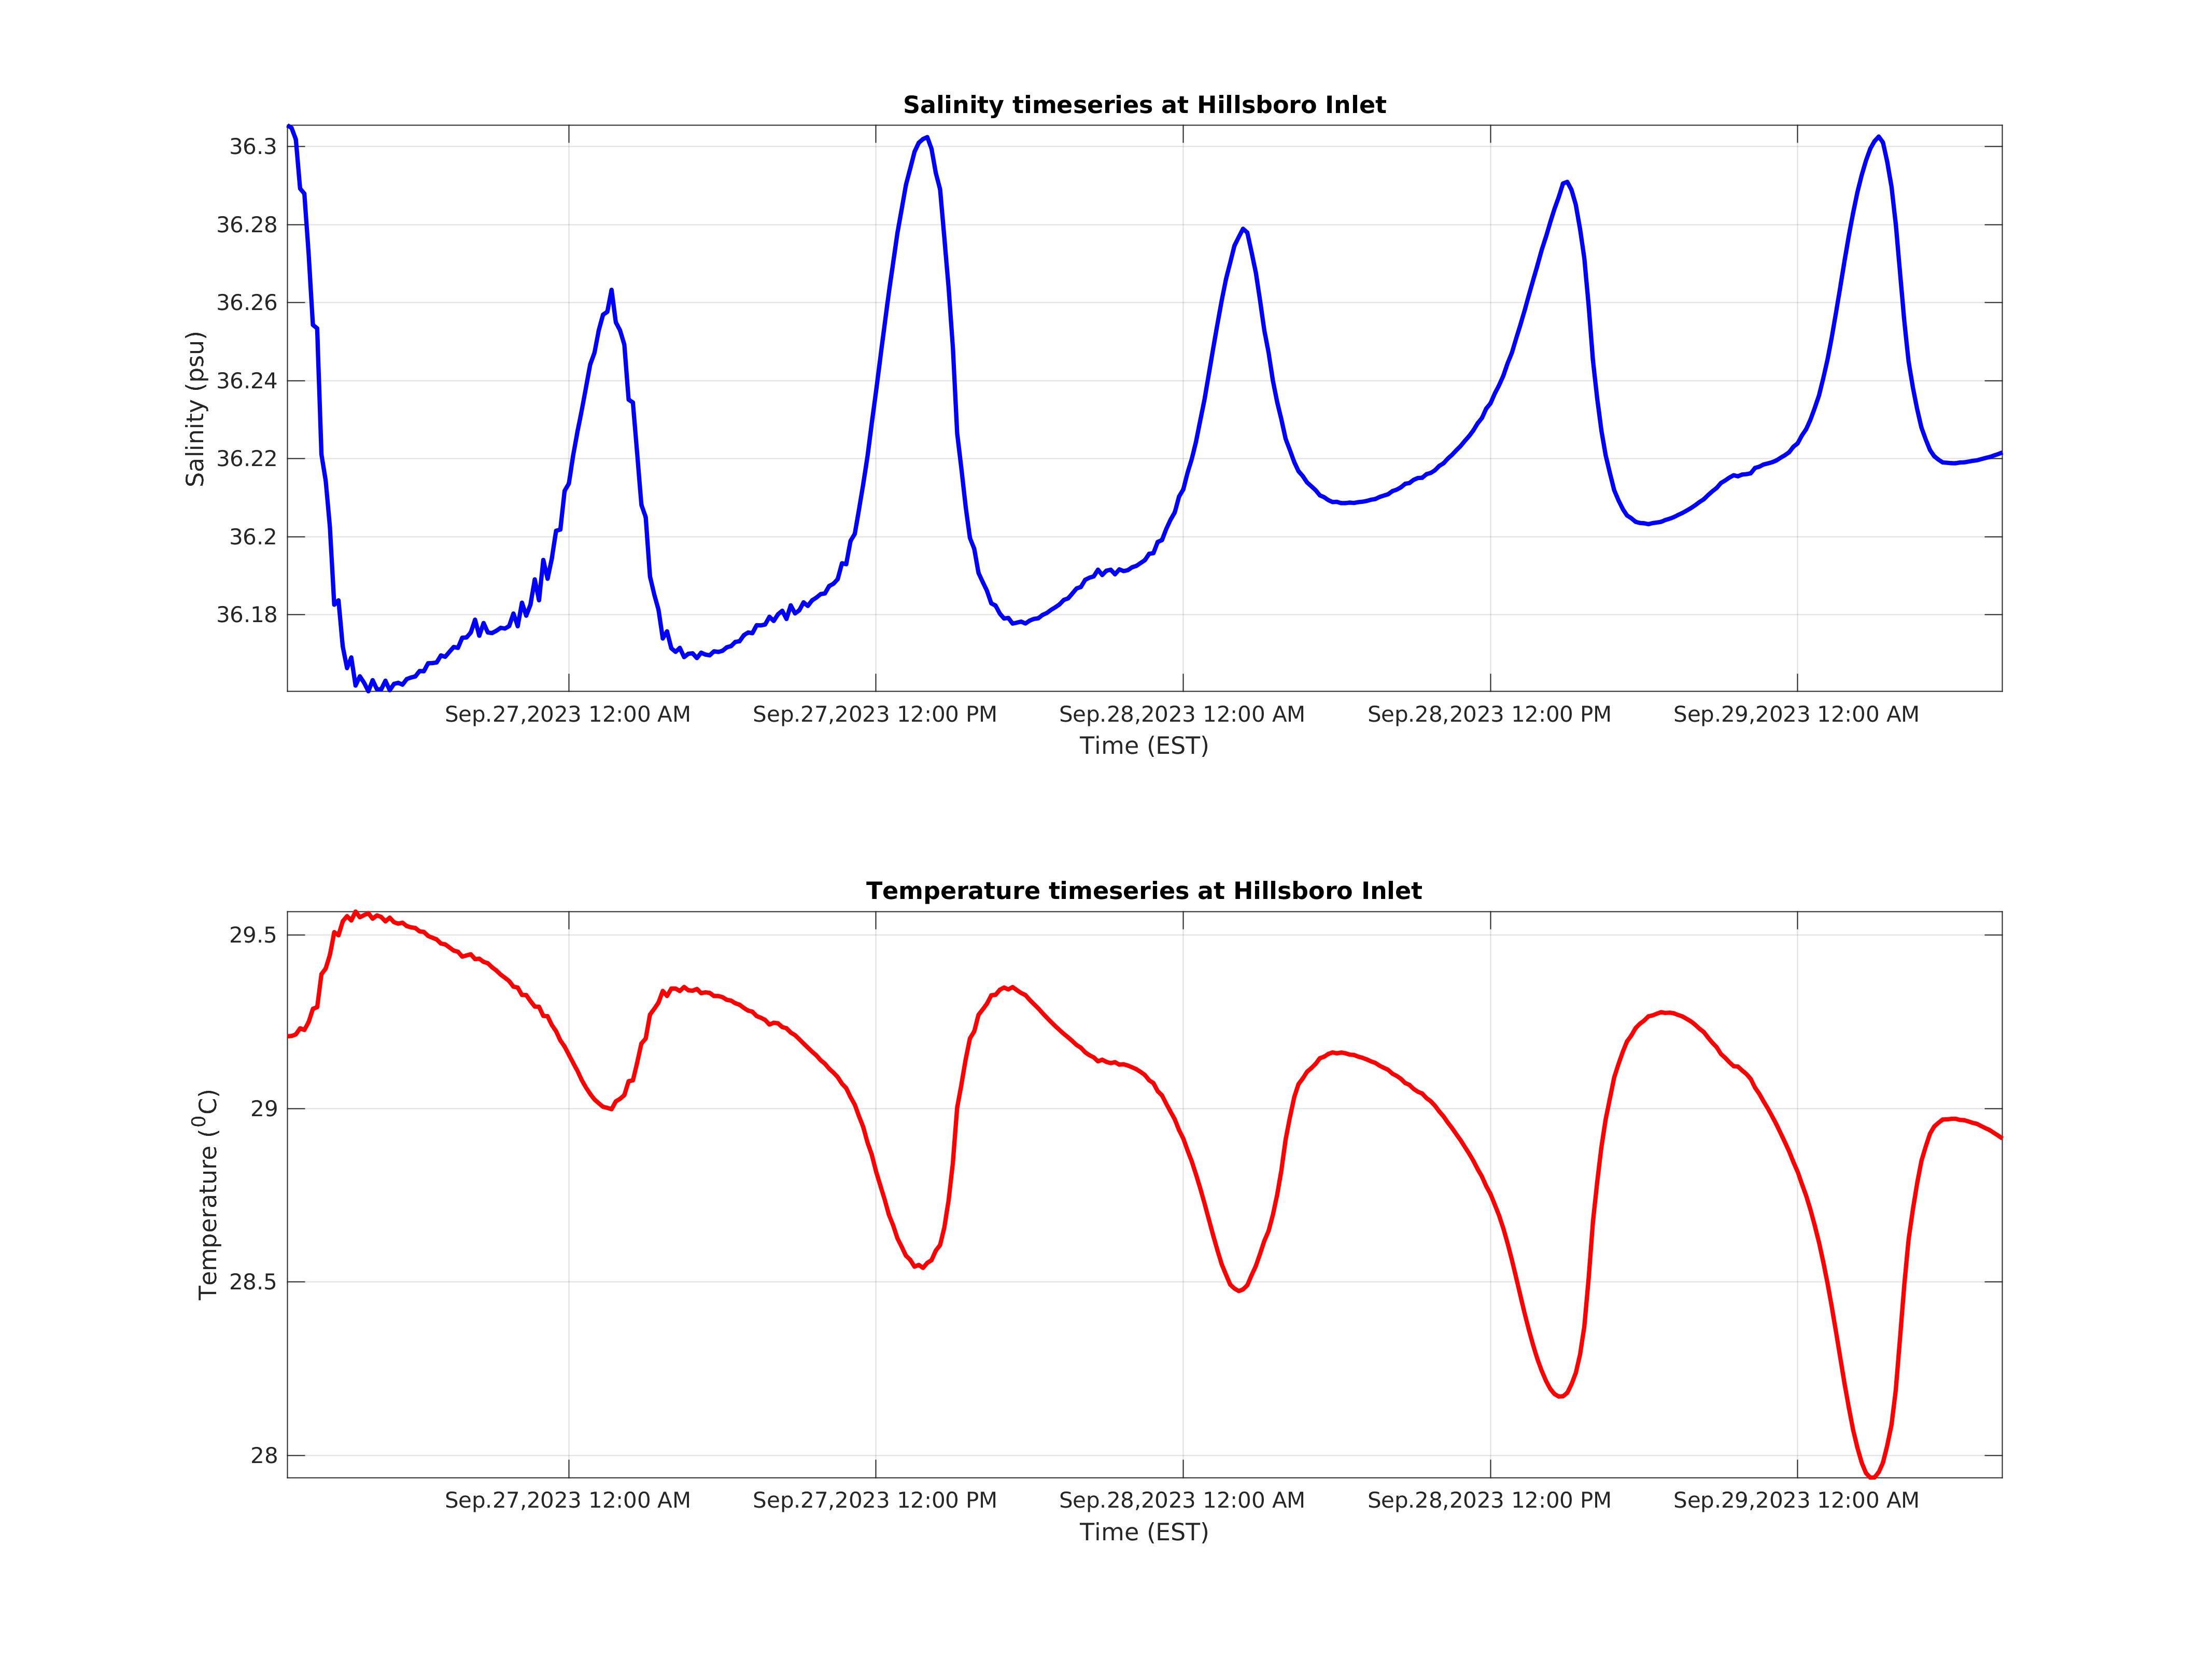 Salinity timeseries at Hillsboro Inlet
36.3
36.28
36.26
36.24
36.22
36.2
36.18
Salinity (psu)
Sep.27,2023 12:00 AM
Sep.27,2023 12:00 PM
Sep.28,2023 12:00 AM
Sep.28,2023 12:00 PM
Sep.29,2023 12:00 AM
Time (EST)
Temperature timeseries at Hillsboro Inlet
29.5
29
28.5
28
Temperature (⁰C)
Sep.27,2023 12:00 AM
Sep.27,2023 12:00 PM
Sep.28,2023 12:00 AM
Sep.28,2023 12:00 PM
Sep.29,2023 12:00 AM
Time (EST)